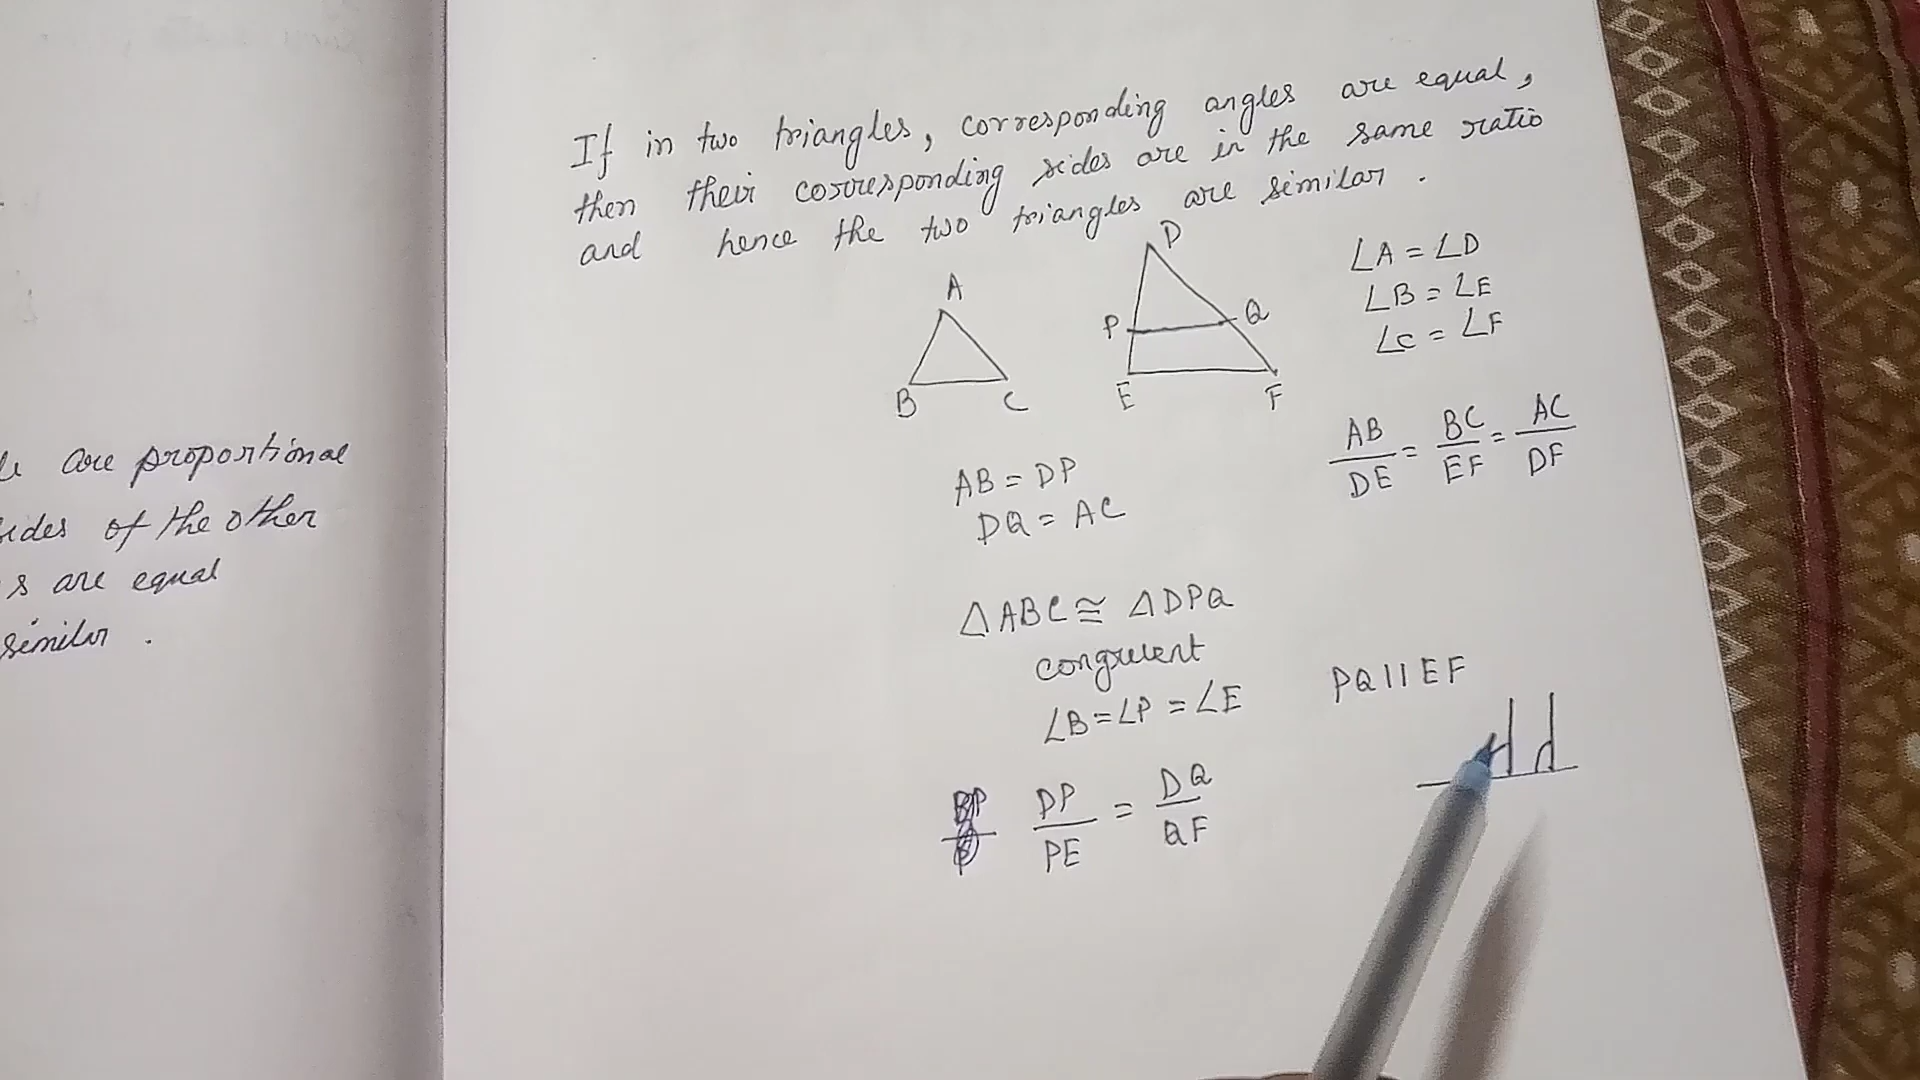 are proportional
sides of the other
s are equal
similar .
If in two triangles, corresponding angles are equal,
then their corresponding sides are in the same ratio
and hence the two triangles are similar .
A
B
C
D
P
Q
E
F
∠A = ∠D
∠B = ∠E
∠C = ∠F
AB/DE = BC/EF = AC/DF
AB = DP
DQ = AC
△ABC ≅ △DPQ
congruent
∠B = ∠P = ∠E
PQ || EF
DP/PE = DQ/QF